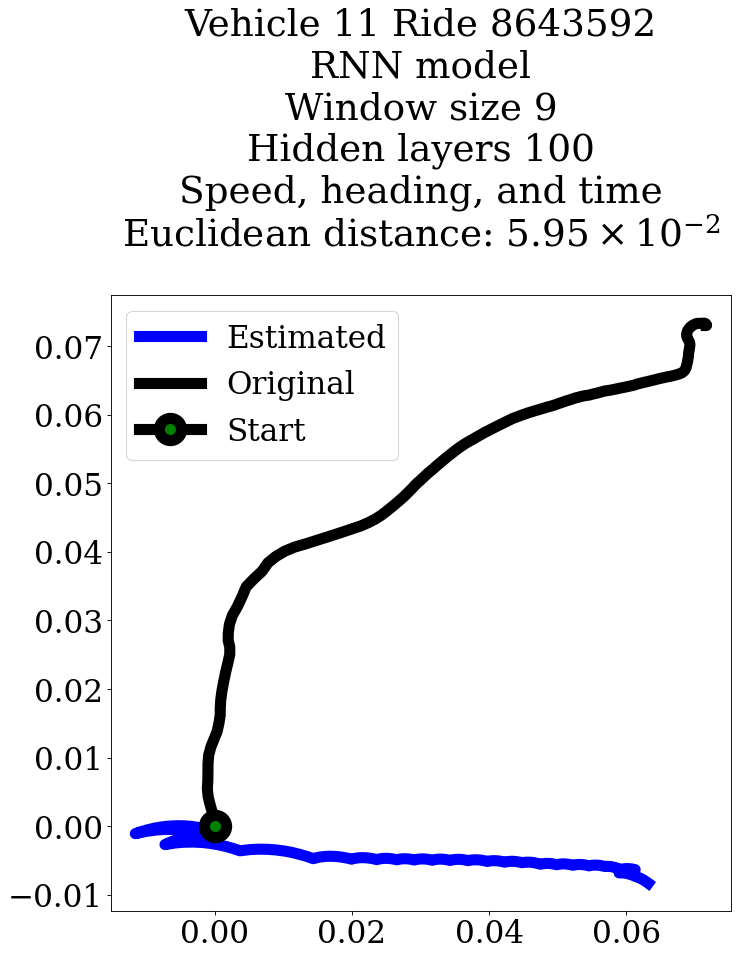 Vehicle 11 Ride 8643592
RNN model
Window size 9
Hidden layers 100
Speed, heading, and time
Euclidean distance: 5.95 × 10⁻²
Estimated
Original
Start
0.07
0.06
0.05
0.04
0.03
0.02
0.01
0.00
−0.01
0.00 0.02 0.04 0.06